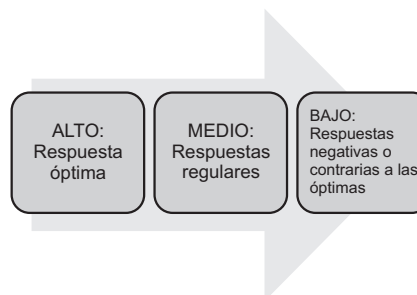 ALTO:
Respuesta
óptima
MEDIO:
Respuestas
regulares
BAJO:
Respuestas
negativas o
contrarias a las
óptimas